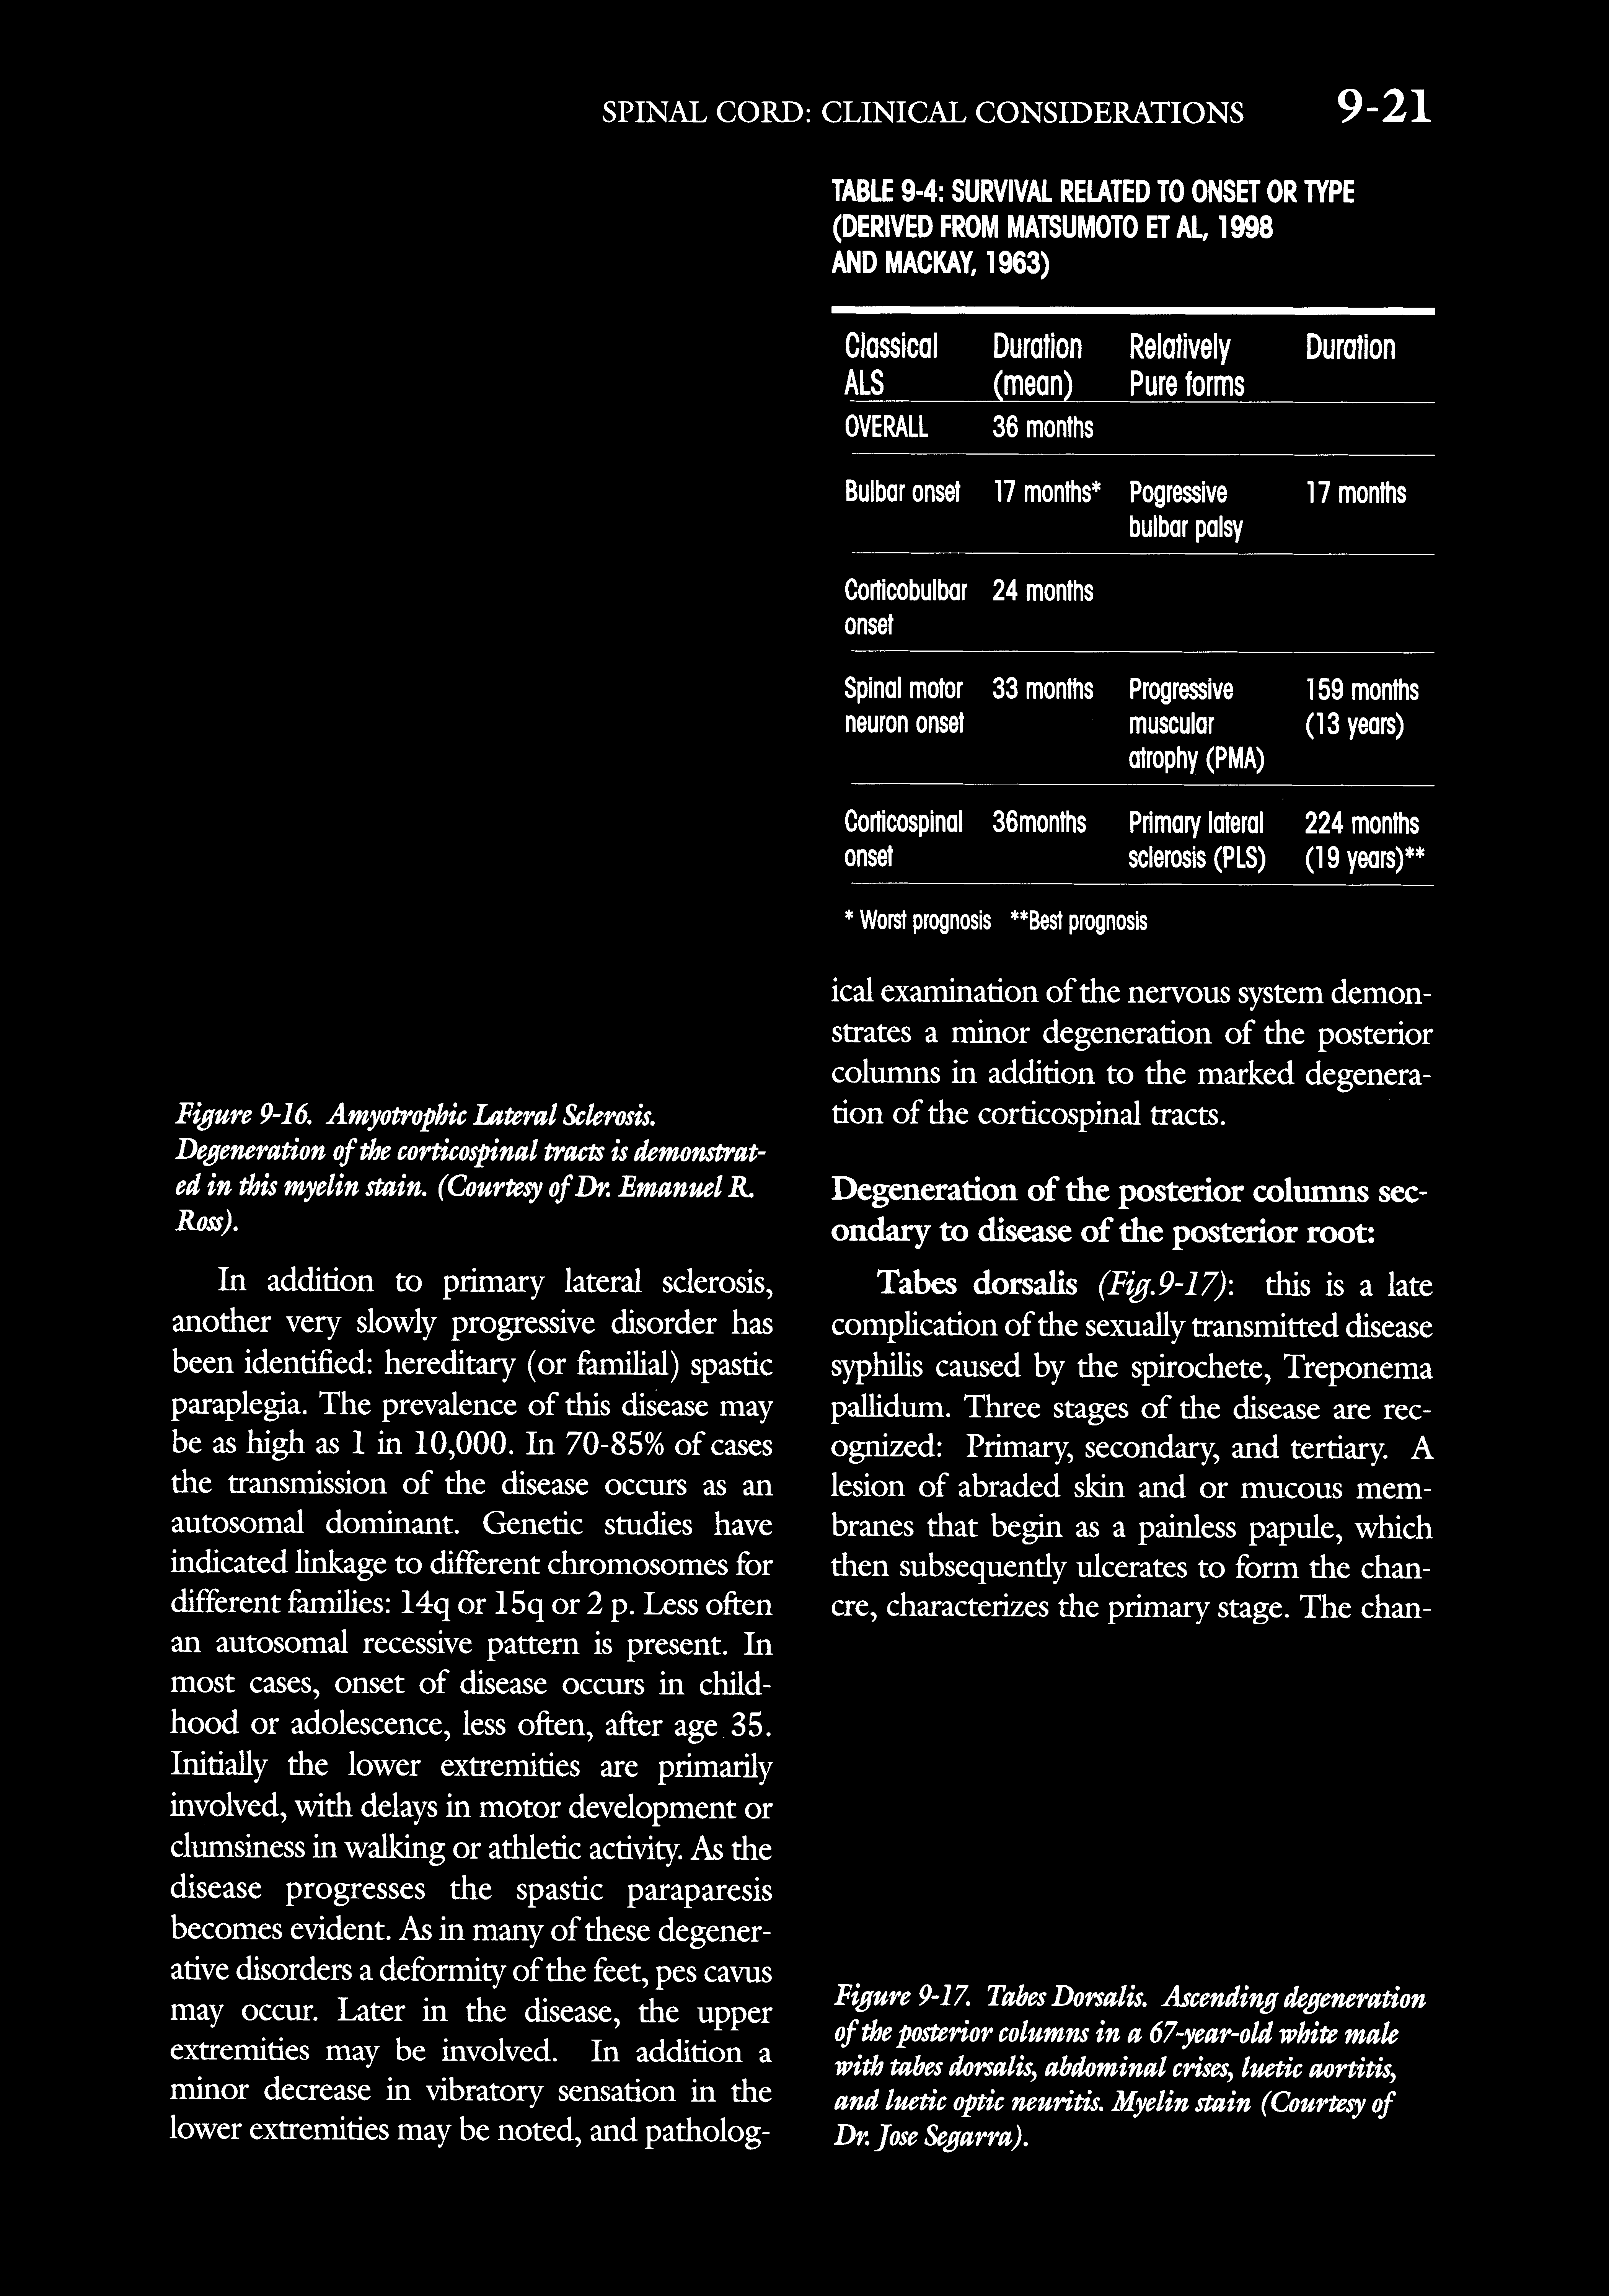 SPINAL CORD: CLINICAL CONSIDERATIONS 9-21
Figure 9-16. Amyotrophic Lateral Sclerosis.
Degeneration of the corticospinal tracts is demonstrat-
ed in this myelin stain. (Courtesy of Dr. Emanuel R.
Ross).
In addition to primary lateral sclerosis,
another very slowly progressive disorder has
been identified: hereditary (or familial) spastic
paraplegia. The prevalence of this disease may
be as high as 1 in 10,000. In 70-85% of cases
the transmission of the disease occurs as an
autosomal dominant. Genetic studies have
indicated linkage to different chromosomes for
different families: 14q or 15q or 2 p. Less often
an autosomal recessive pattern is present. In
most cases, onset of disease occurs in child-
hood or adolescence, less often, after age 35.
Initially the lower extremities are primarily
involved, with delays in motor development or
clumsiness in walking or athletic activity. As the
disease progresses the spastic paraparesis
becomes evident. As in many of these degener-
ative disorders a deformity of the feet, pes cavus
may occur. Later in the disease, the upper
extremities may be involved. In addition a
minor decrease in vibratory sensation in the
lower extremities may be noted, and patholog-
TABLE 9-4: SURVIVAL RELATED TO ONSET OR TYPE
(DERIVED FROM MATSUMOTO ET AL, 1998
AND MACKAY, 1963)
Classical Duration Relatively Duration
ALS (mean) Pure forms
OVERALL 36 months
Bulbar onset 17 months* Pogressive 17 months
bulbar palsy
Corticobulbar 24 months
onset
Spinal motor 33 months Progressive 159 months
neuron onset muscular (13 years)
atrophy (PMA)
Corticospinal 36months Primary lateral 224 months
onset sclerosis (PLS) (19 years)**
* Worst prognosis **Best prognosis
ical examination of the nervous system demon-
strates a minor degeneration of the posterior
columns in addition to the marked degenera-
tion of the corticospinal tracts.
Degeneration of the posterior columns sec-
ondary to disease of the posterior root:
Tabes dorsalis (Fig.9-17): this is a late
complication of the sexually transmitted disease
syphilis caused by the spirochete, Treponema
pallidum. Three stages of the disease are rec-
ognized: Primary, secondary, and tertiary. A
lesion of abraded skin and or mucous mem-
branes that begin as a painless papule, which
then subsequently ulcerates to form the chan-
cre, characterizes the primary stage. The chan-
Figure 9-17. Tabes Dorsalis. Ascending degeneration
of the posterior columns in a 67-year-old white male
with tabes dorsalis, abdominal crises, luetic aortitis,
and luetic optic neuritis. Myelin stain (Courtesy of
Dr. Jose Segarra).